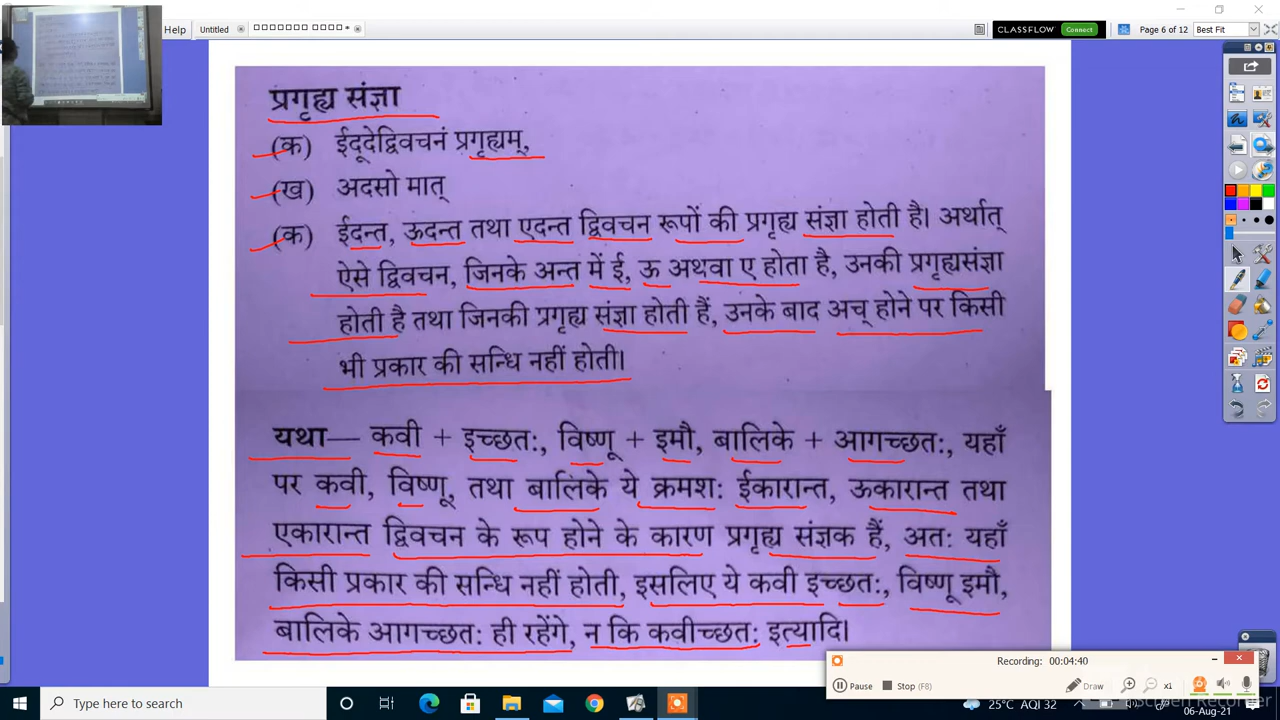 Help
Untitled
CLASSFLOW Connect
Page 6 of 12
Best Fit
प्रगृह्य संज्ञा
(क) ईदूदेद्विवचनं प्रगृह्यम्,
(ख) अदसो मात्
(क) ईदन्त, ऊदन्त तथा एदन्त द्विवचन रूपों की प्रगृह्य संज्ञा होती है। अर्थात्
ऐसे द्विवचन, जिनके अन्त में ई, ऊ अथवा ए होता है, उनकी प्रगृह्यसंज्ञा
होती है तथा जिनकी प्रगृह्य संज्ञा होती हैं, उनके बाद अच् होने पर किसी
भी प्रकार की सन्धि नहीं होती।
यथा— कवी + इच्छतः, विष्णू + इमौ, बालिके + आगच्छतः, यहाँ
पर कवी, विष्णू, तथा बालिके ये क्रमशः ईकारान्त, ऊकारान्त तथा
एकारान्त द्विवचन के रूप होने के कारण प्रगृह्य संज्ञक हैं, अतः यहाँ
किसी प्रकार की सन्धि नहीं होती, इसलिए ये कवी इच्छतः, विष्णू इमौ,
बालिके आगच्छतः ही रहेंगे, न कि कवीच्छतः इत्यादि।
Recording: 00:04:40
Pause
Stop (F8)
Draw
x1
Type here to search
25°C AQI 32
06-Aug-21